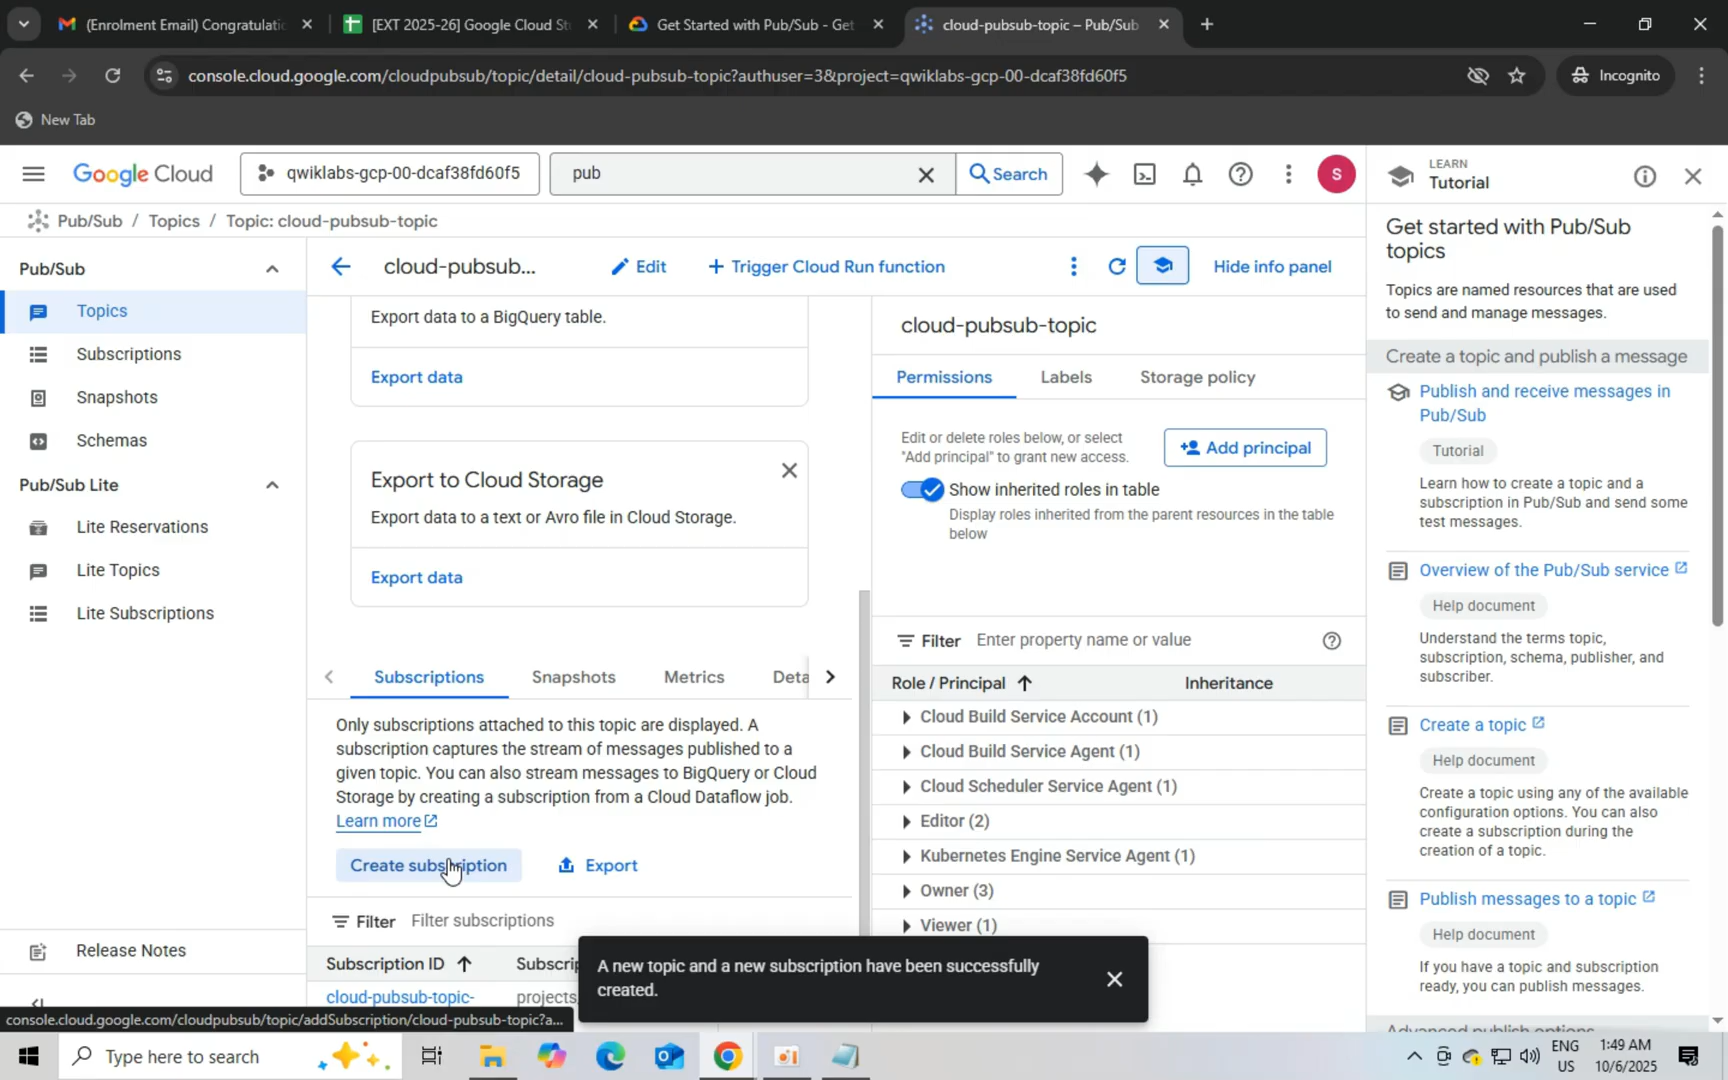 (Enrolment Email) Congratulati
[EXT 2025-26] Google Cloud St
Get Started with Pub/Sub - Get
cloud-pubsub-topic – Pub/Sub
console.cloud.google.com/cloudpubsub/topic/detail/cloud-pubsub-topic?authuser=3&project=qwiklabs-gcp-00-dcaf38fd60f5
Incognito
New Tab
Google Cloud
qwiklabs-gcp-00-dcaf38fd60f5
pub
Search
S
LEARN
Tutorial
Pub/Sub / Topics / Topic: cloud-pubsub-topic
Pub/Sub
Topics
Subscriptions
Snapshots
Schemas
Pub/Sub Lite
Lite Reservations
Lite Topics
Lite Subscriptions
Release Notes
cloud-pubsub...
Edit
Trigger Cloud Run function
Hide info panel
Export data to a BigQuery table.
Export data
Export to Cloud Storage
Export data to a text or Avro file in Cloud Storage.
Export data
Subscriptions
Snapshots
Metrics
Deta
Only subscriptions attached to this topic are displayed. A
subscription captures the stream of messages published to a
given topic. You can also stream messages to BigQuery or Cloud
Storage by creating a subscription from a Cloud Dataflow job.
Learn more
Create subscription
Export
Filter Filter subscriptions
Subscription ID
Subscrip
cloud-pubsub-topic-
projects
cloud-pubsub-topic
Permissions
Labels
Storage policy
Edit or delete roles below, or select
"Add principal" to grant new access.
Add principal
Show inherited roles in table
Display roles inherited from the parent resources in the table
below
Filter Enter property name or value
Role / Principal
Inheritance
Cloud Build Service Account (1)
Cloud Build Service Agent (1)
Cloud Scheduler Service Agent (1)
Editor (2)
Kubernetes Engine Service Agent (1)
Owner (3)
Viewer (1)
A new topic and a new subscription have been successfully
created.
Get started with Pub/Sub
topics
Topics are named resources that are used
to send and manage messages.
Create a topic and publish a message
Publish and receive messages in
Pub/Sub
Tutorial
Learn how to create a topic and a
subscription in Pub/Sub and send some
test messages.
Overview of the Pub/Sub service
Help document
Understand the terms topic,
subscription, schema, publisher, and
subscriber.
Create a topic
Help document
Create a topic using any of the available
configuration options. You can also
create a subscription during the
creation of a topic.
Publish messages to a topic
Help document
If you have a topic and subscription
ready, you can publish messages.
Advanced publish options
console.cloud.google.com/cloudpubsub/topic/addSubscription/cloud-pubsub-topic?a...
Type here to search
ENG
US
1:49 AM
10/6/2025